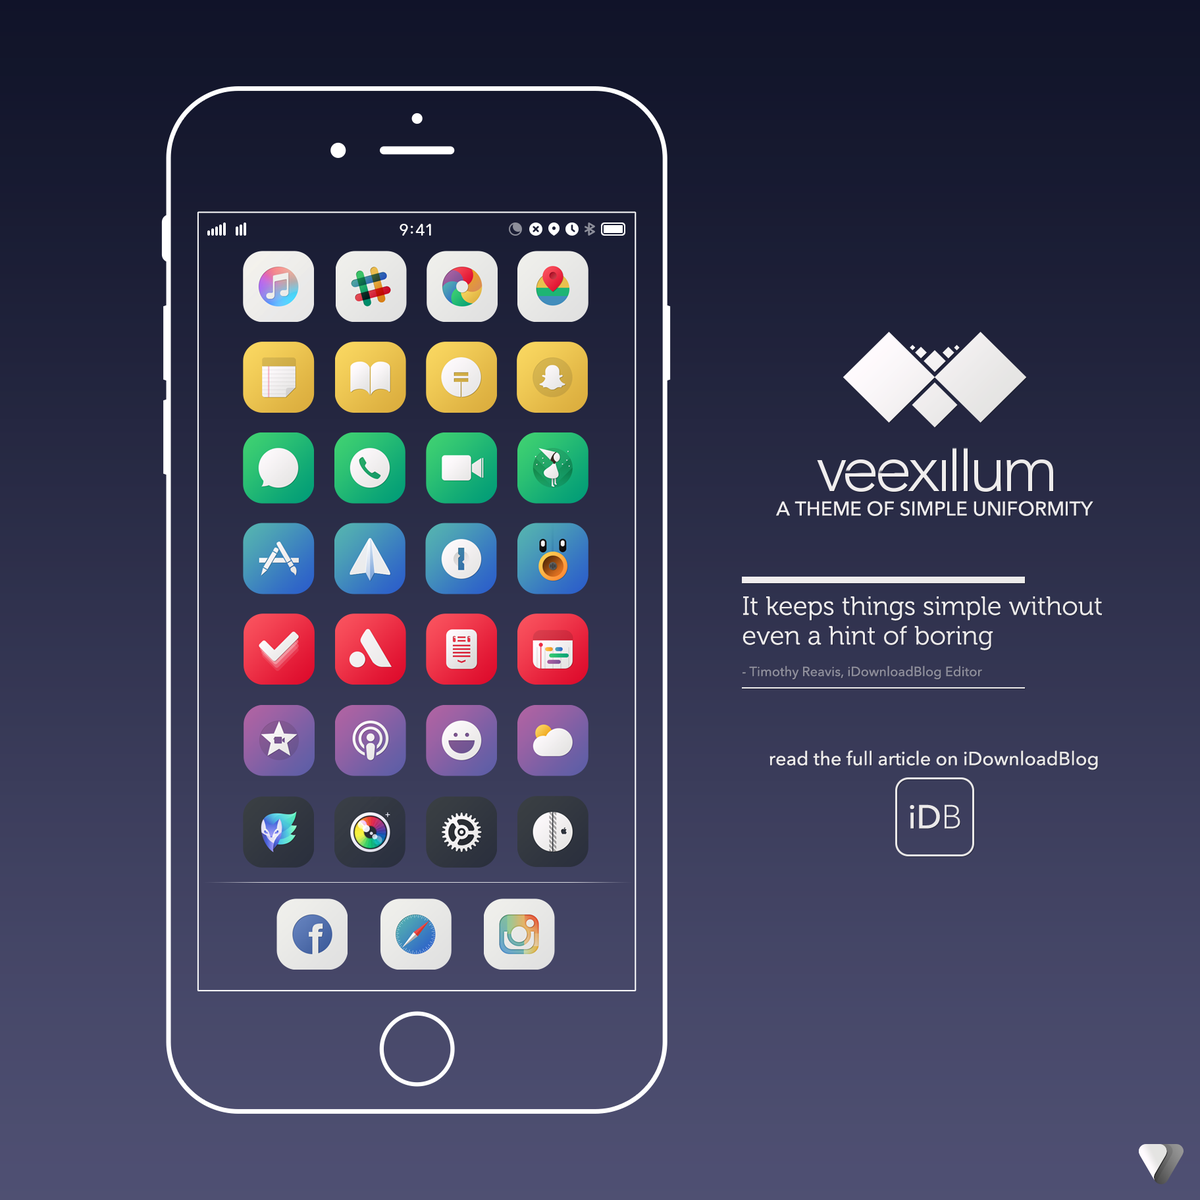 9:41
veexillum
A THEME OF SIMPLE UNIFORMITY
It keeps things simple without
even a hint of boring
- Timothy Reavis, iDownloadBlog Editor
read the full article on iDownloadBlog
iDB